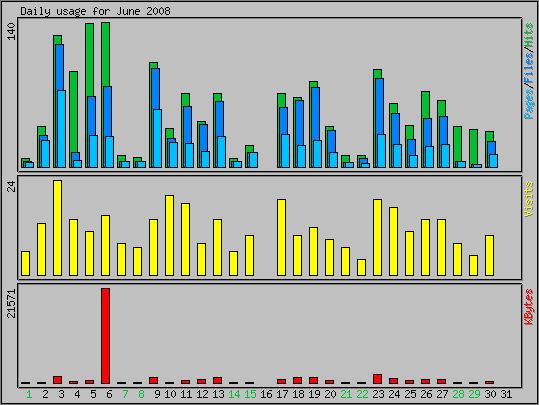 Daily usage for June 2008
140
Pages/Files/Hits
24
Visits
21571
KBytes
1 2 3 4 5 6 7 8 9 10 11 12 13 14 15 16 17 18 19 20 21 22 23 24 25 26 27 28 29 30 31